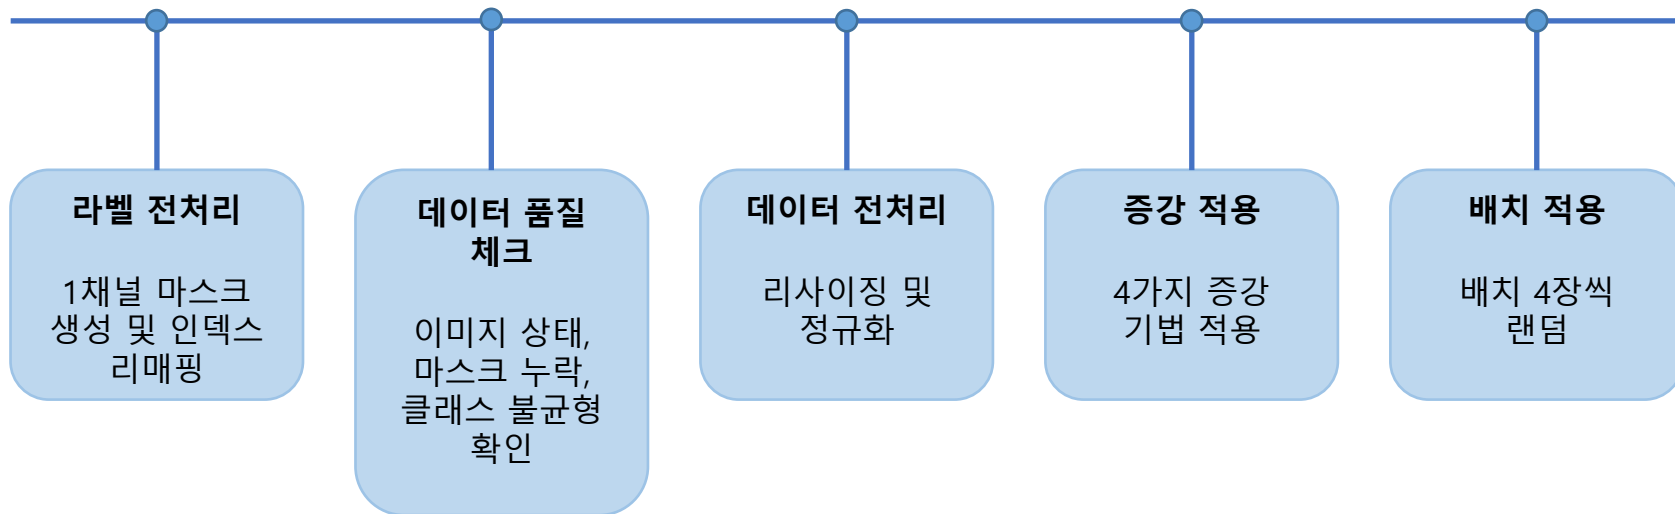 라벨 전처리
1채널 마스크
생성 및 인덱스
리매핑
데이터 품질
체크
이미지 상태,
마스크 누락,
클래스 불균형
확인
데이터 전처리
리사이징 및
정규화
증강 적용
4가지 증강
기법 적용
배치 적용
배치 4장씩
랜덤